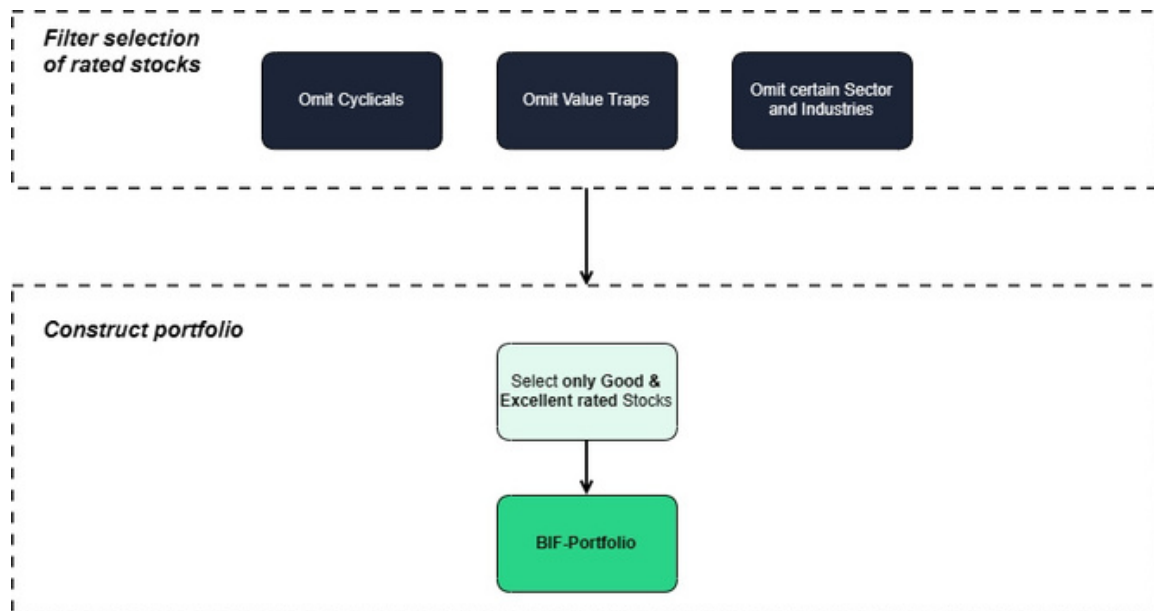 Filter selection
of rated stocks
Omit Cyclicals
Omit Value Traps
Omit certain Sector
and Industries
Construct portfolio
Select only Good &
Excellent rated Stocks
BIF-Portfolio